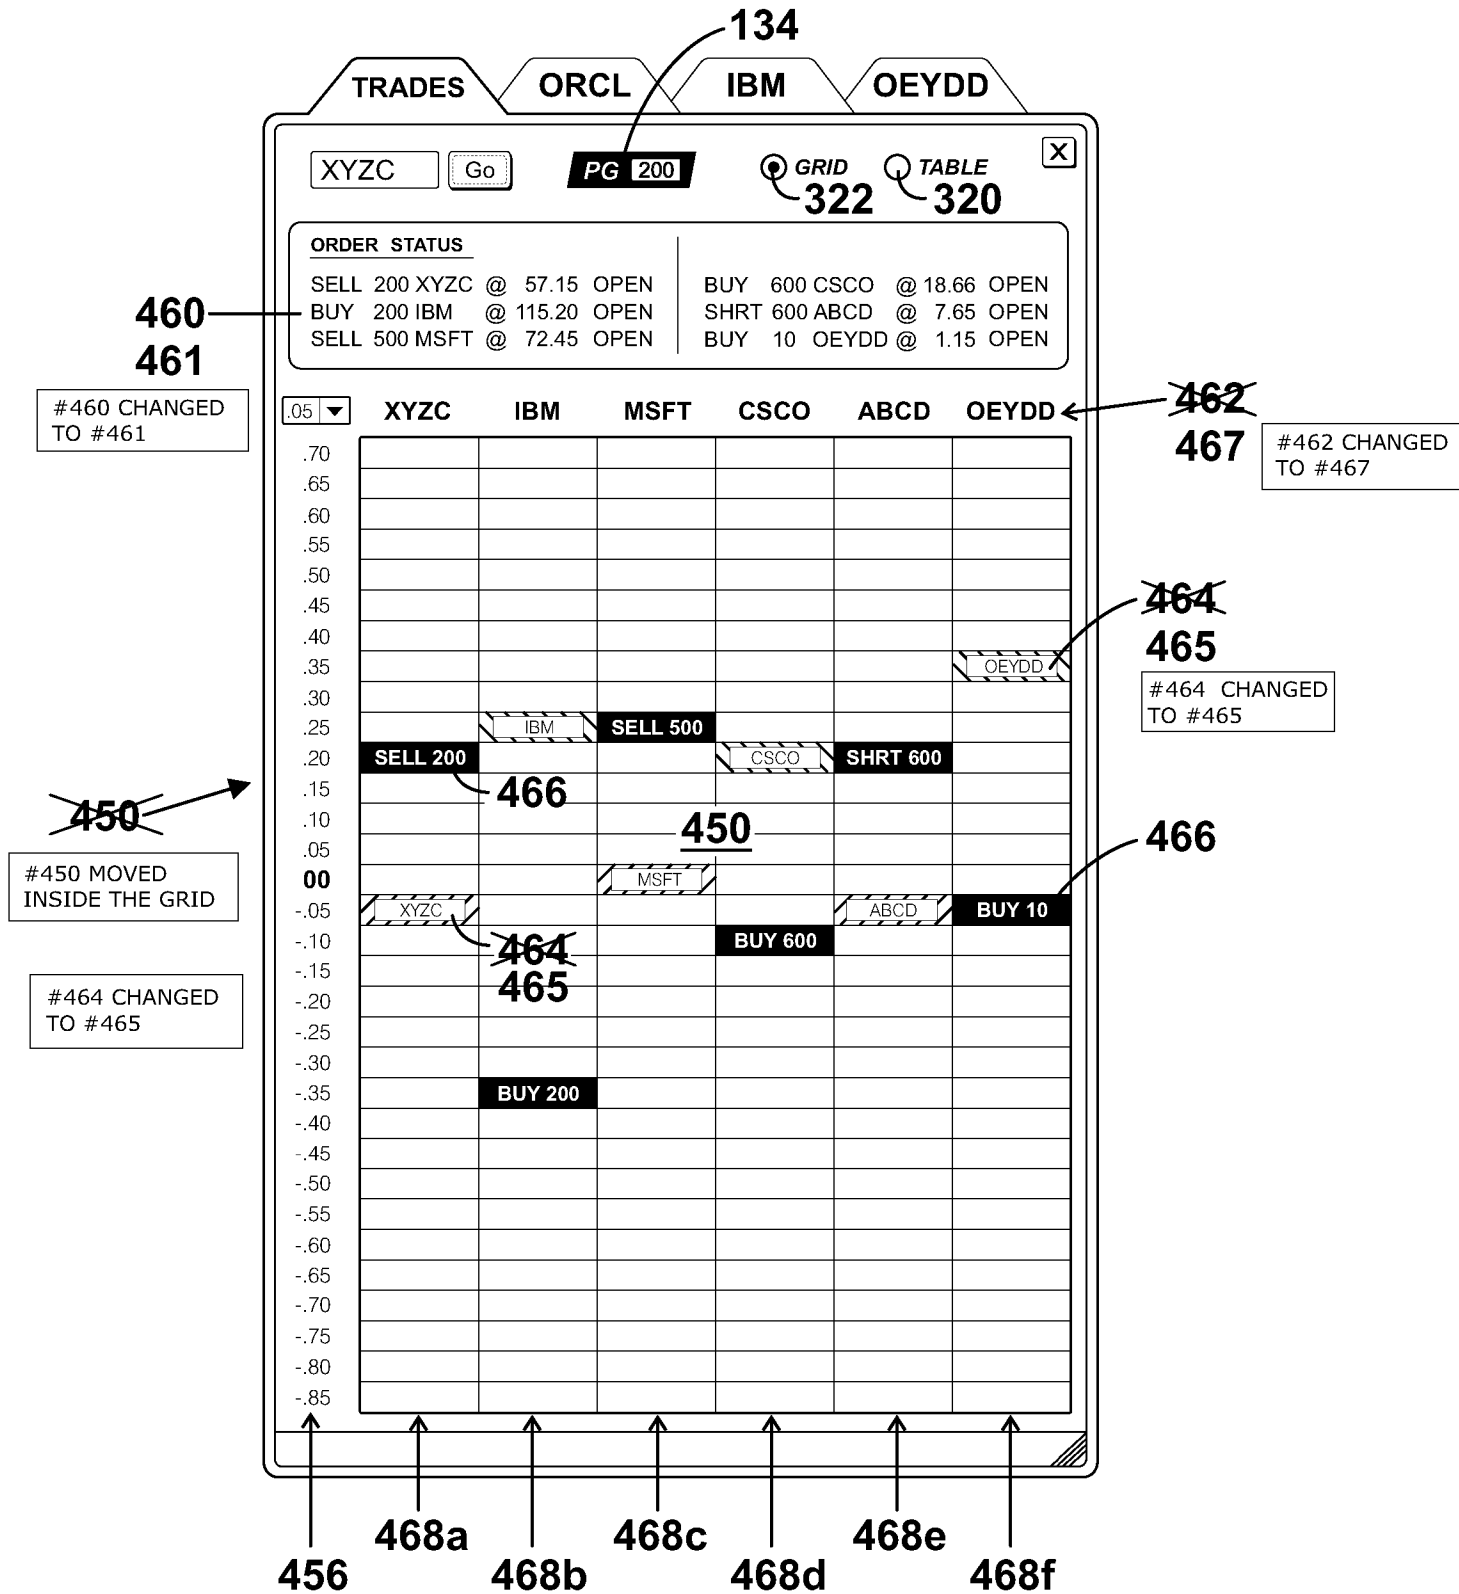 134
TRADES ORCL IBM OEYDD
XYZC Go PG 200 GRID TABLE X
322 320
ORDER STATUS
SELL 200 XYZC @ 57.15 OPEN
BUY 200 IBM @ 115.20 OPEN
SELL 500 MSFT @ 72.45 OPEN
BUY 600 CSCO @ 18.66 OPEN
SHRT 600 ABCD @ 7.65 OPEN
BUY 10 OEYDD @ 1.15 OPEN
460
461
#460 CHANGED
TO #461
.05 XYZC IBM MSFT CSCO ABCD OEYDD
462
467
#462 CHANGED
TO #467
.70
.65
.60
.55
.50
.45
.40
.35 OEYDD
464
465
#464 CHANGED
TO #465
.30
.25 IBM SELL 500
.20 SELL 200 CSCO SHRT 600
466
.15
.10
450
#450 MOVED
INSIDE THE GRID
450
466
.05
00 MSFT
-.05 XYZC ABCD BUY 10
-.10 BUY 600
464
465
-.15
#464 CHANGED
TO #465
-.20
-.25
-.30
-.35 BUY 200
-.40
-.45
-.50
-.55
-.60
-.65
-.70
-.75
-.80
-.85
468a 468c 468e
456 468b 468d 468f